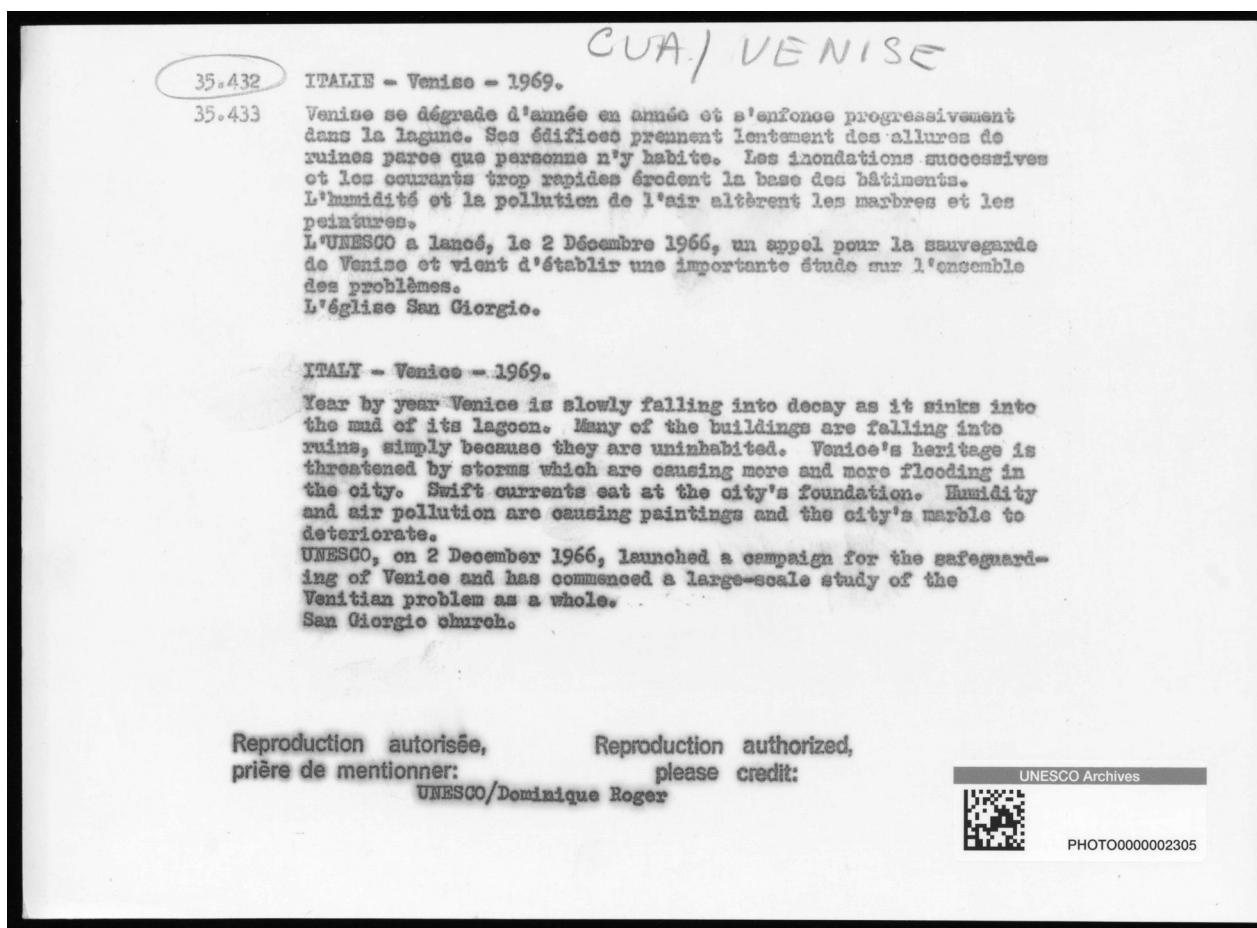 CUA/ VENISE
35.432 ITALIE - Venise - 1969.
35.433 Venise se dégrade d'année en année et s'enfonce progressivement
dans la lagune. Ses édifices prennent lentement des allures de
ruines parce que personne n'y habite. Les inondations successives
et les courants trop rapides érodent la base des bâtiments.
L'humidité et la pollution de l'air altèrent les marbres et les
peintures.
L'UNESCO a lancé, le 2 Décembre 1966, un appel pour la sauvegarde
de Venise et vient d'établir une importante étude sur l'ensemble
des problèmes.
L'église San Giorgio.
ITALY - Venice - 1969.
Year by year Venice is slowly falling into decay as it sinks into
the mud of its lagoon. Many of the buildings are falling into
ruins, simply because they are uninhabited. Venice's heritage is
threatened by storms which are causing more and more flooding in
the city. Swift currents eat at the city's foundation. Humidity
and air pollution are causing paintings and the city's marble to
deteriorate.
UNESCO, on 2 December 1966, launched a campaign for the safeguard-
ing of Venice and has commenced a large-scale study of the
Venitian problem as a whole.
San Giorgio church.
Reproduction autorisée, Reproduction authorized,
prière de mentionner: please credit:
UNESCO/Dominique Roger
UNESCO Archives
PHOTO0000002305